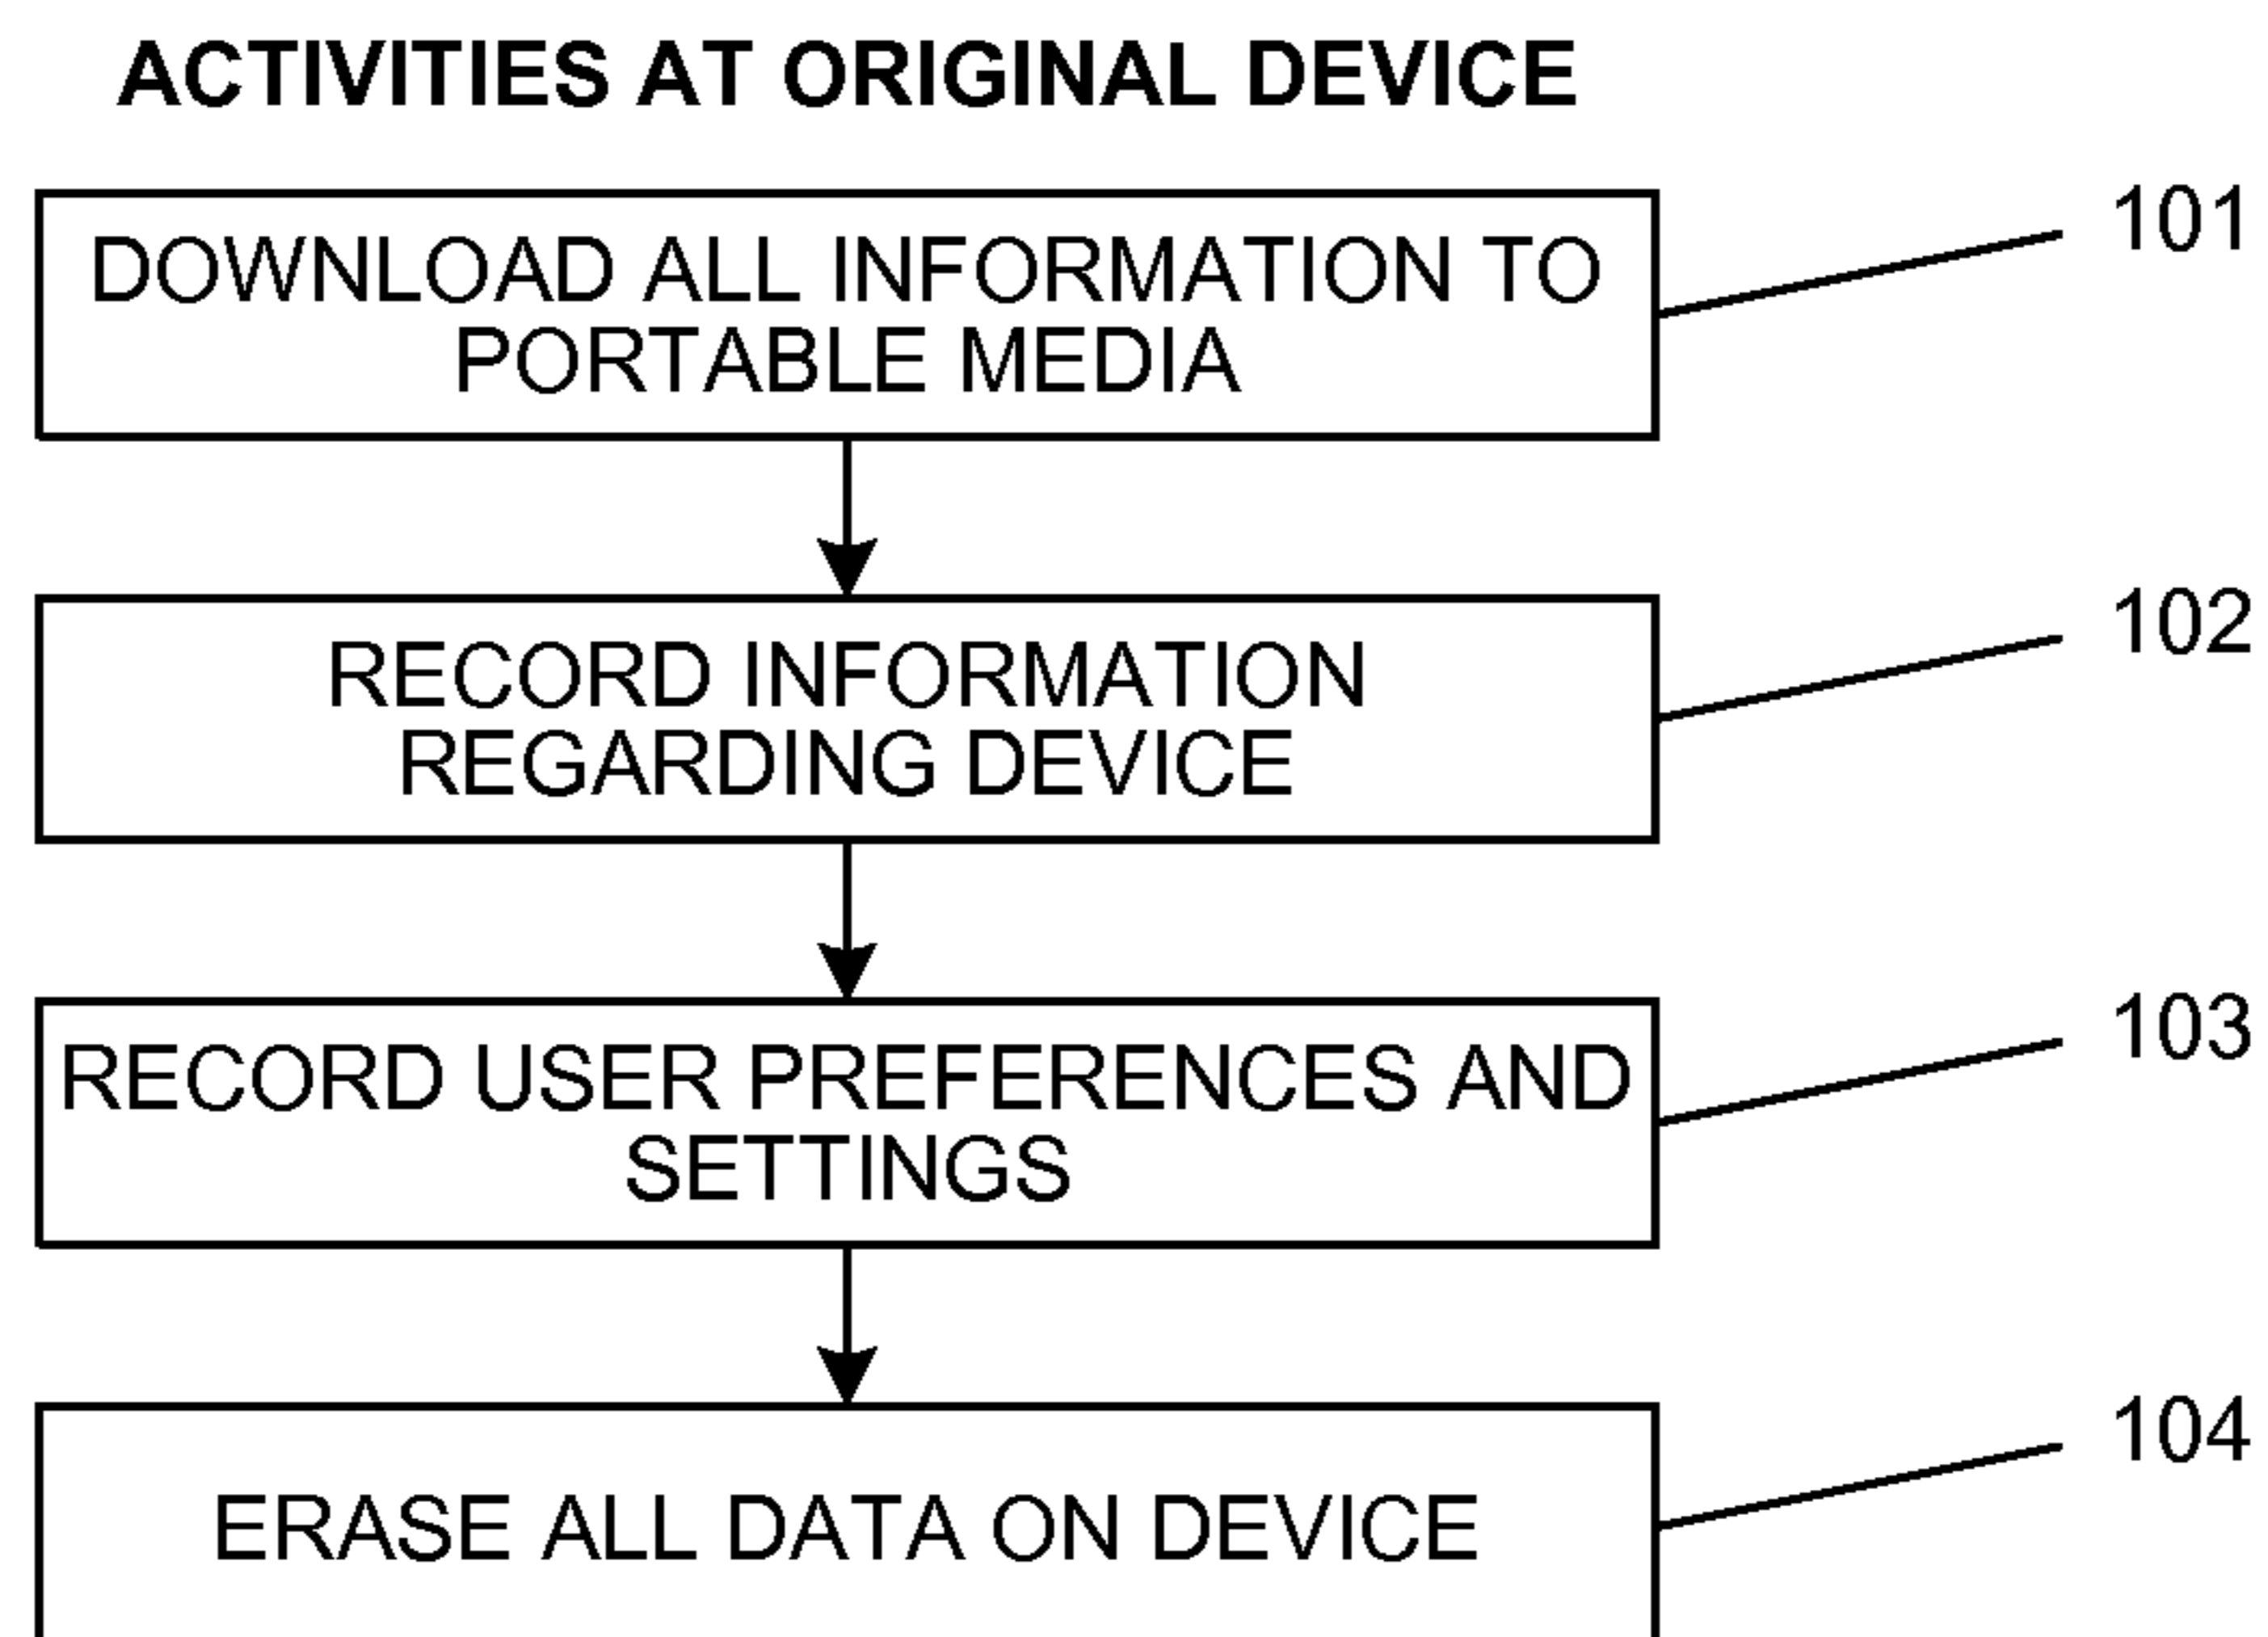 ACTIVITIES AT ORIGINAL DEVICE
DOWNLOAD ALL INFORMATION TO
PORTABLE MEDIA
101
RECORD INFORMATION
REGARDING DEVICE
102
RECORD USER PREFERENCES AND
SETTINGS
103
ERASE ALL DATA ON DEVICE
104